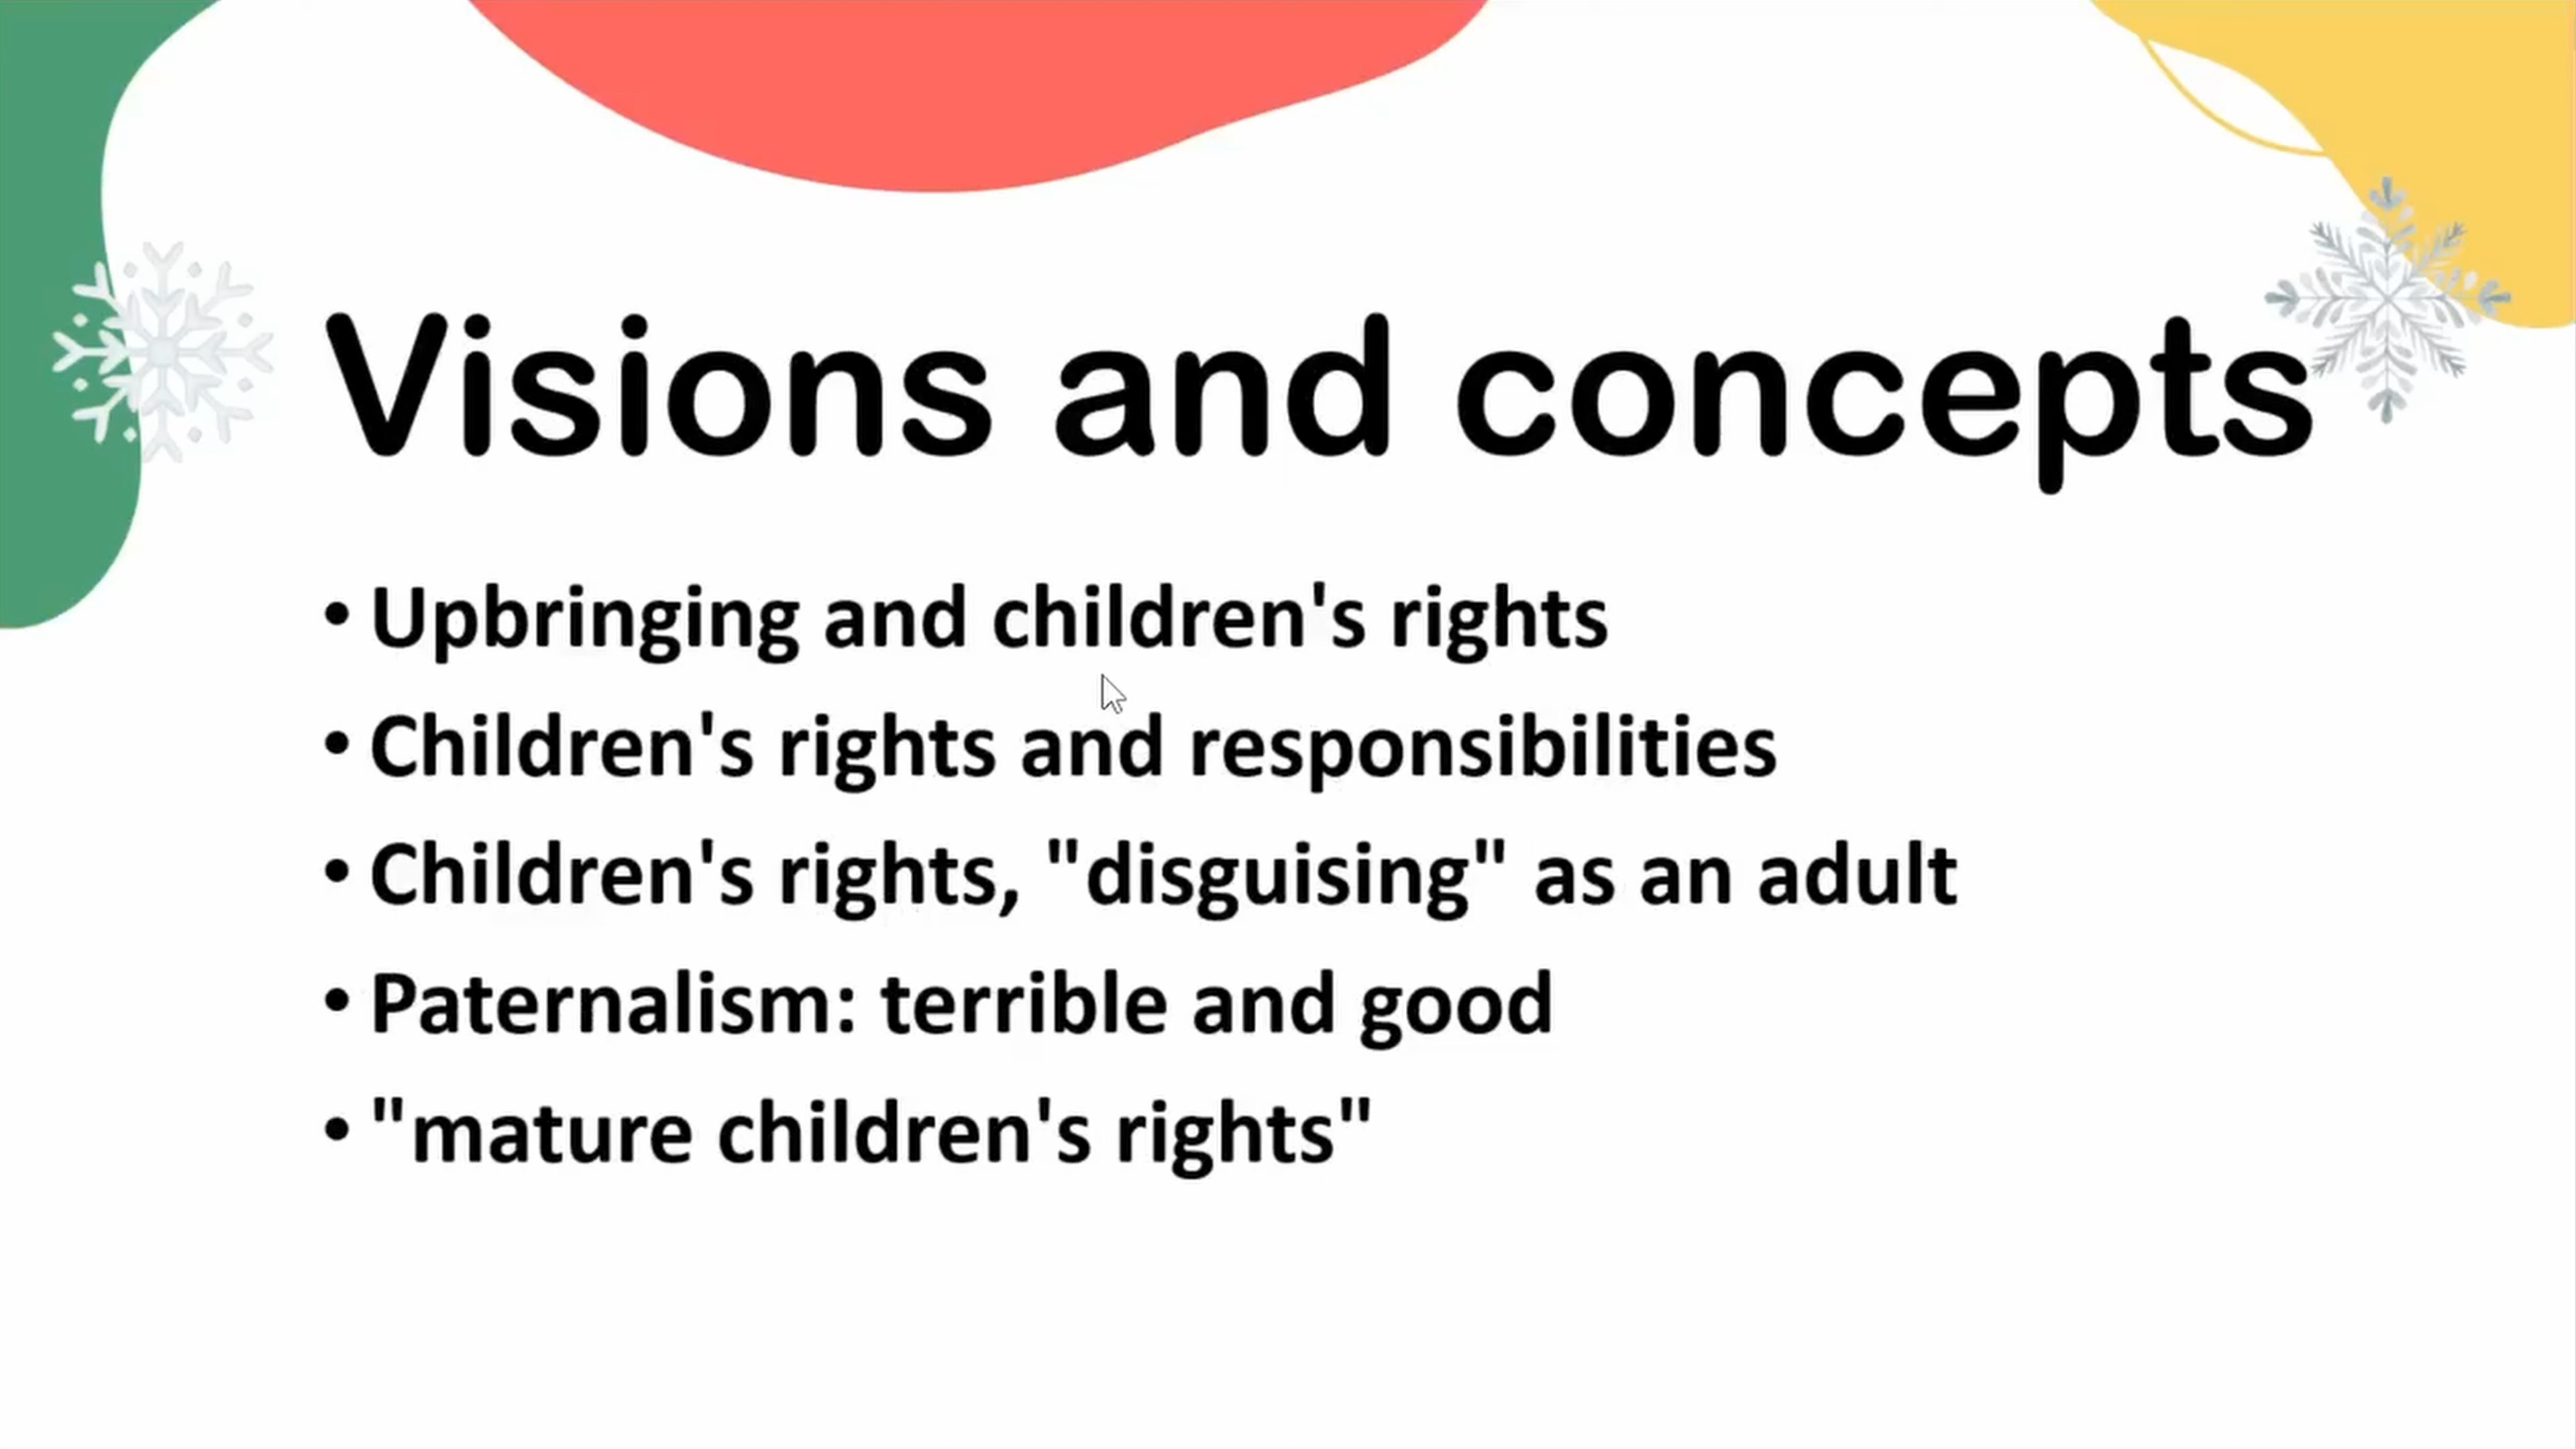 Visions and concepts
• Upbringing and children's rights
• Children's rights and responsibilities
• Children's rights, "disguising" as an adult
• Paternalism: terrible and good
• "mature children's rights"